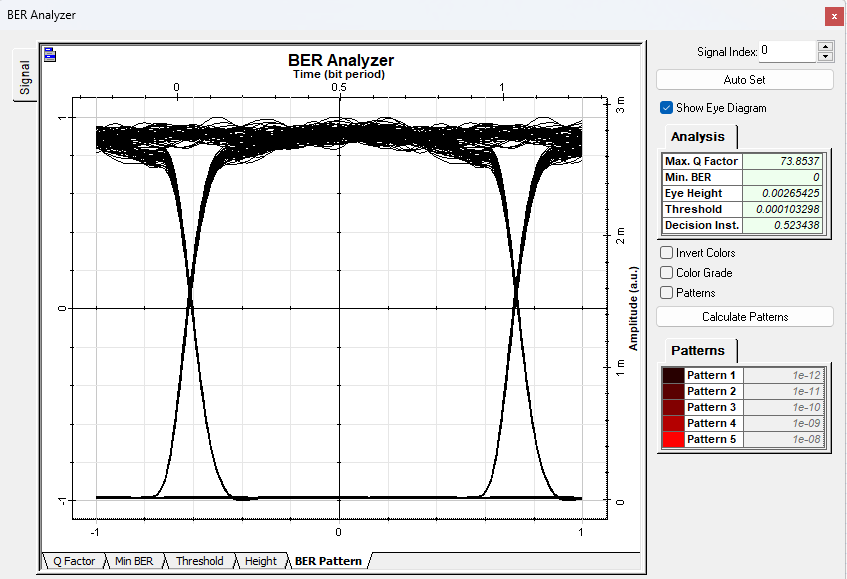 BER Analyzer
x
Signal
BER Analyzer
Time (bit period)
0 0.5 1
1
0
-1
-1 0 1
3 m
2 m
1 m
0
Amplitude (a.u.)
Q Factor Min BER Threshold Height BER Pattern
Signal Index: 0
Auto Set
Show Eye Diagram
Analysis
Max. Q Factor 73.8537
Min. BER 0
Eye Height 0.00265425
Threshold 0.000103298
Decision Inst. 0.523438
Invert Colors
Color Grade
Patterns
Calculate Patterns
Patterns
Pattern 1 1e-12
Pattern 2 1e-11
Pattern 3 1e-10
Pattern 4 1e-09
Pattern 5 1e-08